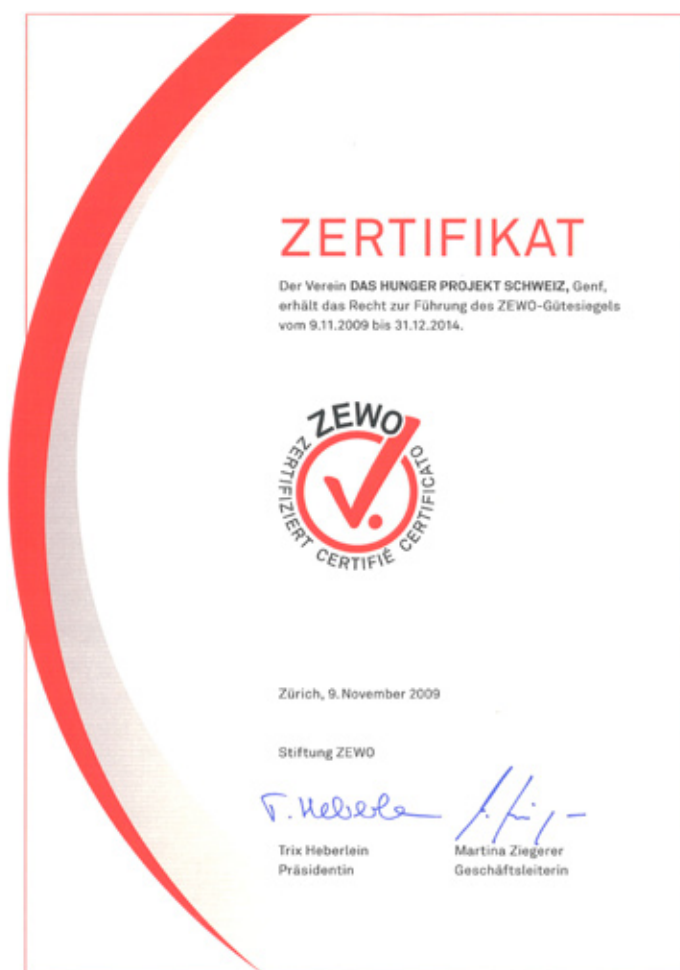 ZERTIFIKAT
Der Verein DAS HUNGER PROJEKT SCHWEIZ, Genf,
erhält das Recht zur Führung des ZEWO-Gütesiegels
vom 9.11.2009 bis 31.12.2014.
ZEWO
ZERTIFIZIERT CERTIFIÉ CERTIFICATO
Zürich, 9. November 2009
Stiftung ZEWO
T. Heberle
Trix Heberlein Martina Ziegerer
Präsidentin Geschäftsleiterin